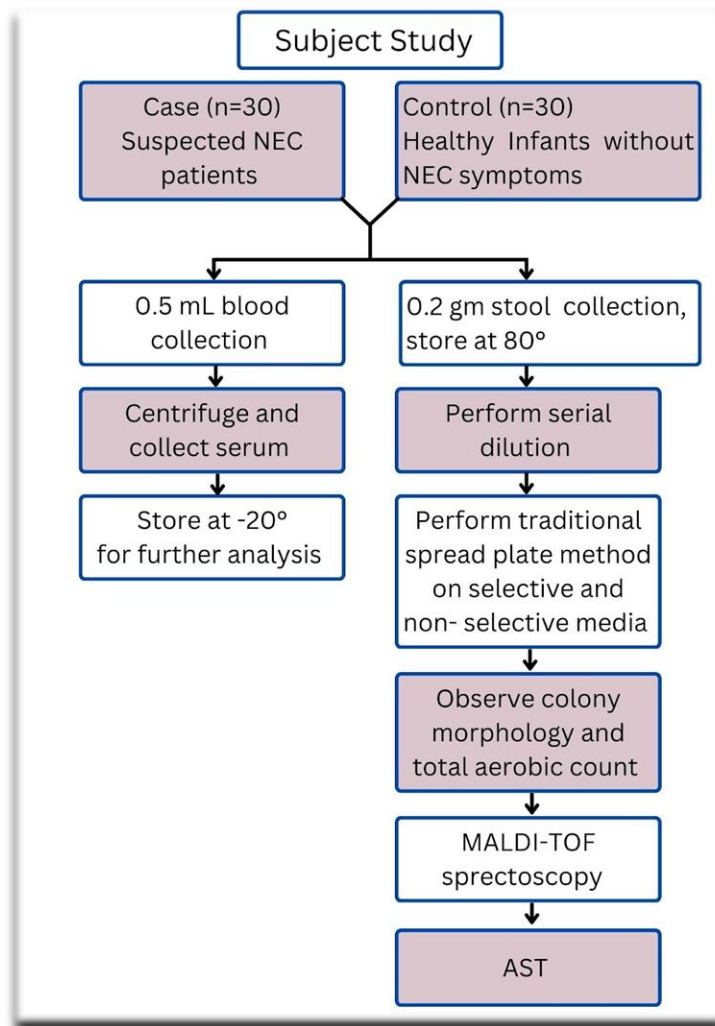 Subject Study
Case (n=30)
Suspected NEC
patients
Control (n=30)
Healthy Infants without
NEC symptoms
0.5 mL blood
collection
0.2 gm stool collection,
store at 80°
Centrifuge and
collect serum
Perform serial
dilution
Store at -20°
for further analysis
Perform traditional
spread plate method
on selective and
non- selective media
Observe colony
morphology and
total aerobic count
MALDI-TOF
sprectoscopy
AST